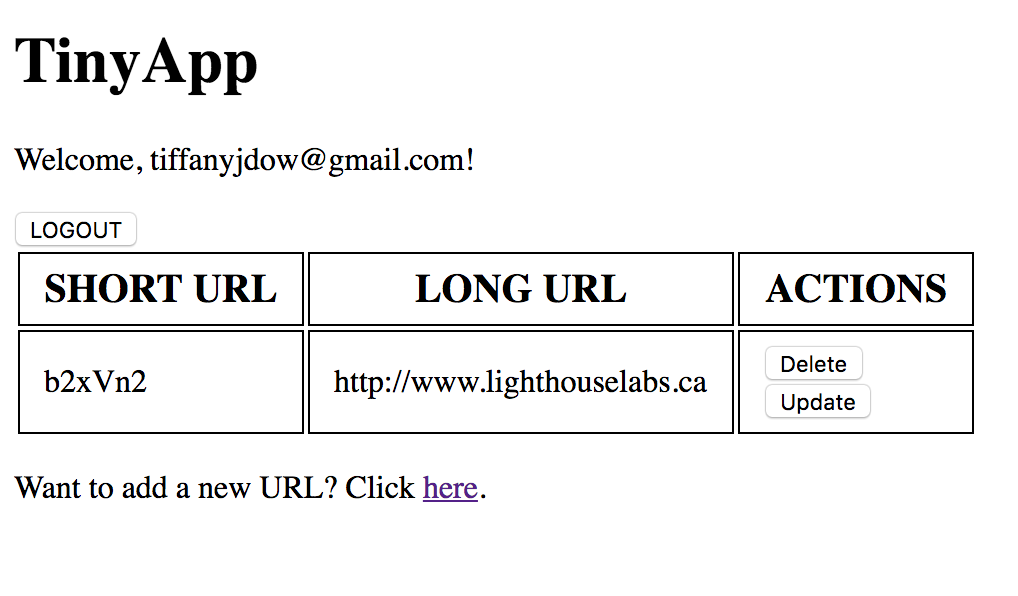 TinyApp
Welcome, tiffanyjdow@gmail.com!
LOGOUT
SHORT URL LONG URL ACTIONS
b2xVn2 http://www.lighthouselabs.ca Delete
Update
Want to add a new URL? Click here.